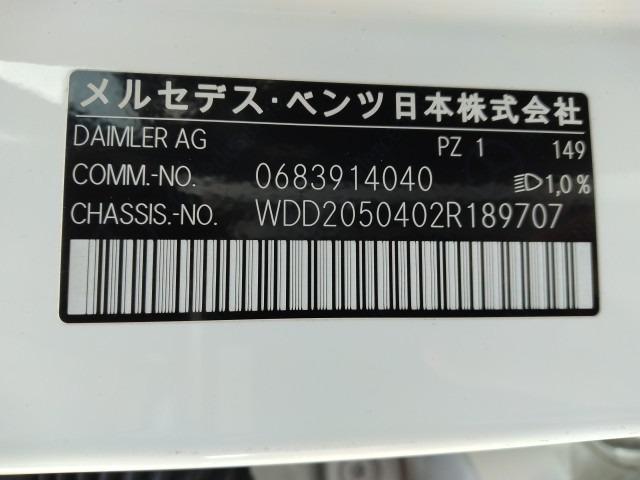 メルセデス・ベンツ日本株式会社
DAIMLER AG PZ 1 149
COMM.-NO. 0683914040 1,0%
CHASSIS.-NO. WDD2050402R189707